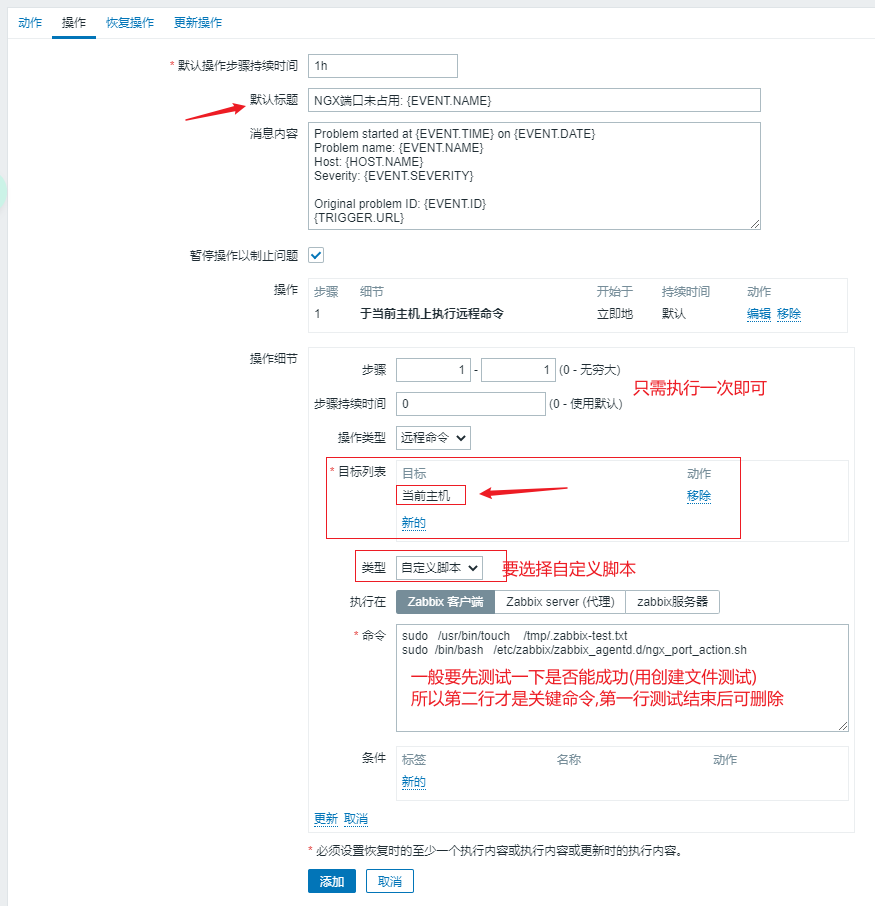 动作 操作 恢复操作 更新操作
* 默认操作步骤持续时间 1h
默认标题 NGX端口未占用: {EVENT.NAME}
消息内容 Problem started at {EVENT.TIME} on {EVENT.DATE}
Problem name: {EVENT.NAME}
Host: {HOST.NAME}
Severity: {EVENT.SEVERITY}
Original problem ID: {EVENT.ID}
{TRIGGER.URL}
暂停操作以制止问题
操作 步骤 细节 开始于 持续时间 动作
1 于当前主机上执行远程命令 立即地 默认 编辑 移除
操作细节
步骤 1 - 1 (0 - 无穷大)
只需执行一次即可
步骤持续时间 0 (0 - 使用默认)
操作类型 远程命令
* 目标列表 目标 动作
当前主机 移除
新的
类型 自定义脚本 要选择自定义脚本
执行在 Zabbix 客户端 Zabbix server (代理) zabbix服务器
* 命令 sudo /usr/bin/touch /tmp/.zabbix-test.txt
sudo /bin/bash /etc/zabbix/zabbix_agentd.d/ngx_port_action.sh
一般要先测试一下是否能成功(用创建文件测试)
所以第二行才是关键命令,第一行测试结束后可删除
条件 标签 名称 动作
新的
更新 取消
* 必须设置恢复时的至少一个执行内容或执行内容或更新时的执行内容。
添加 取消